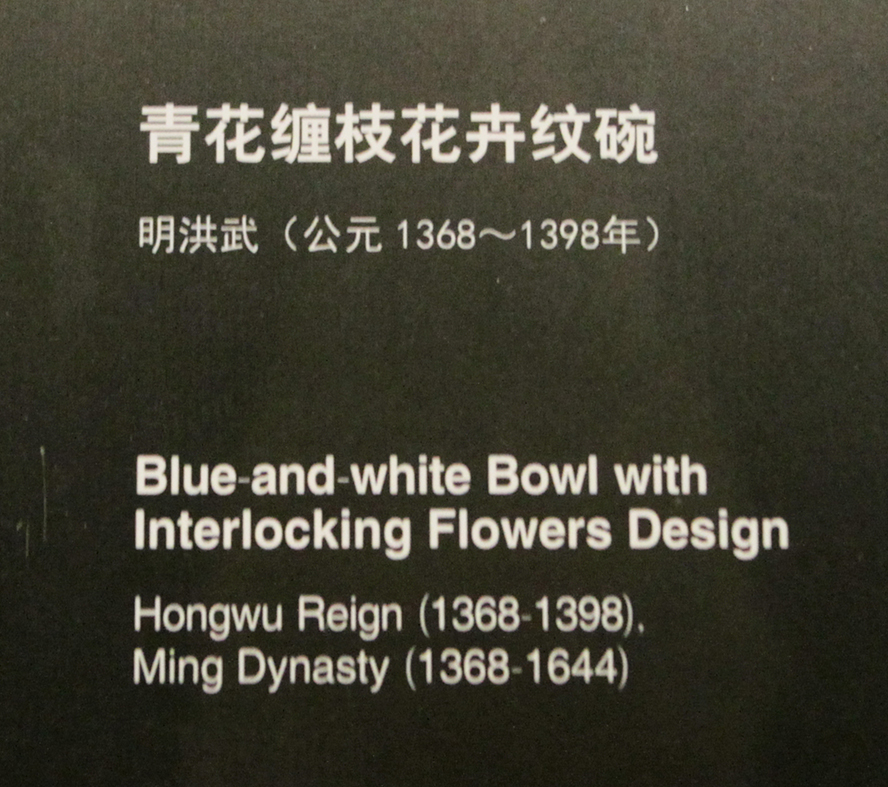 青花缠枝花卉纹碗
明洪武（公元 1368～1398年）
Blue-and-white Bowl with
Interlocking Flowers Design
Hongwu Reign (1368-1398),
Ming Dynasty (1368-1644)